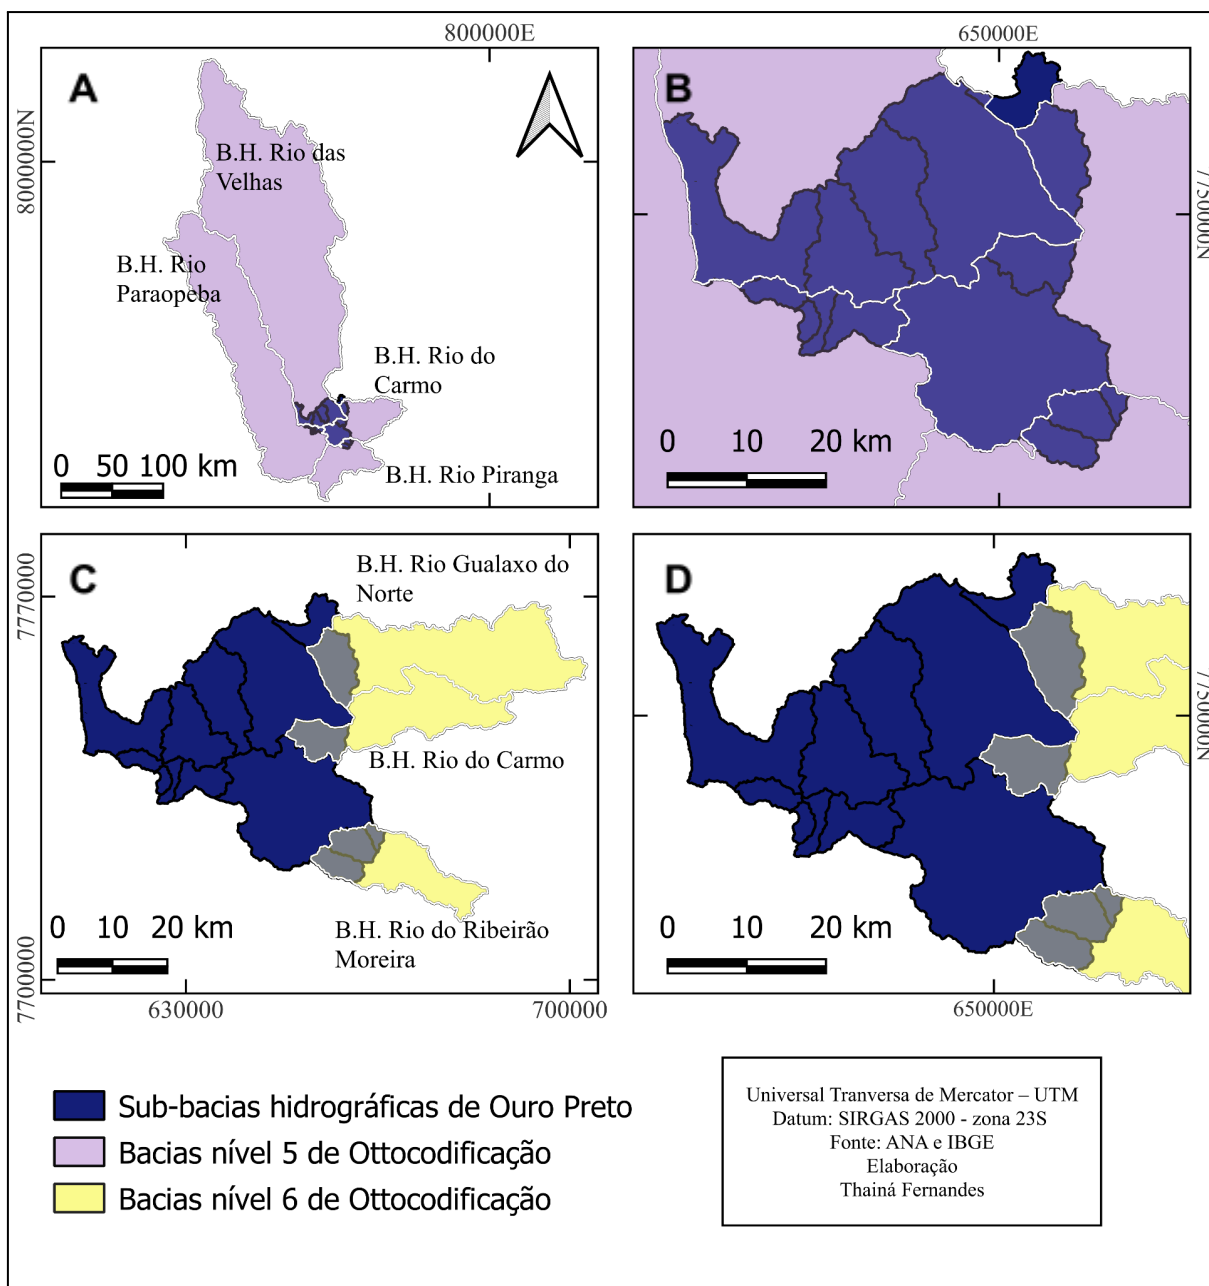 800000E
650000E
A
B
8000000N
B.H. Rio das
Velhas
B.H. Rio
Paraopeba
B.H. Rio do
Carmo
B.H. Rio Piranga
0 50 100 km
0 10 20 km
7750000N
C
D
B.H. Rio Gualaxo do
Norte
7770000
B.H. Rio do Carmo
B.H. Rio do Ribeirão
Moreira
0 10 20 km
0 10 20 km
7750000N
7700000
630000
700000
650000E
Sub-bacias hidrográficas de Ouro Preto
Bacias nível 5 de Ottocodificação
Bacias nível 6 de Ottocodificação
Universal Tranversa de Mercator – UTM
Datum: SIRGAS 2000 - zona 23S
Fonte: ANA e IBGE
Elaboração
Thainá Fernandes